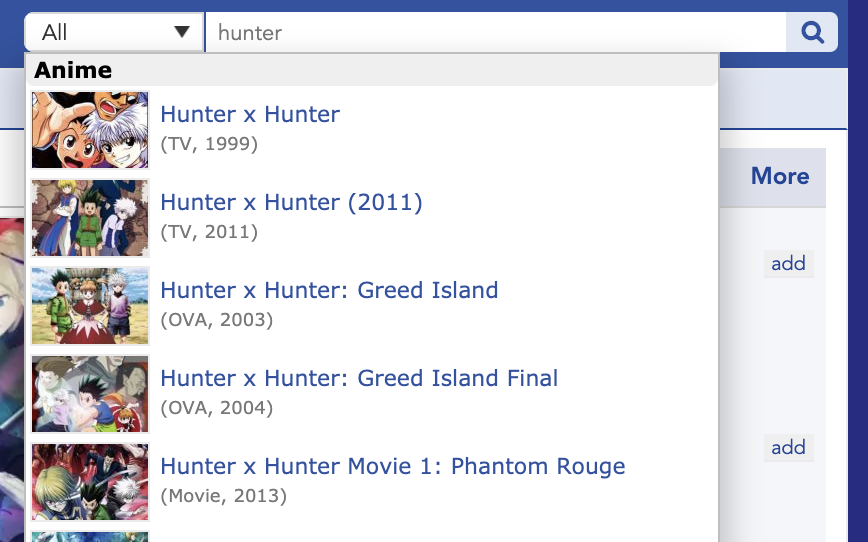 All
hunter
Anime
Hunter x Hunter
(TV, 1999)
More
Hunter x Hunter (2011)
(TV, 2011)
add
Hunter x Hunter: Greed Island
(OVA, 2003)
Hunter x Hunter: Greed Island Final
(OVA, 2004)
add
Hunter x Hunter Movie 1: Phantom Rouge
(Movie, 2013)